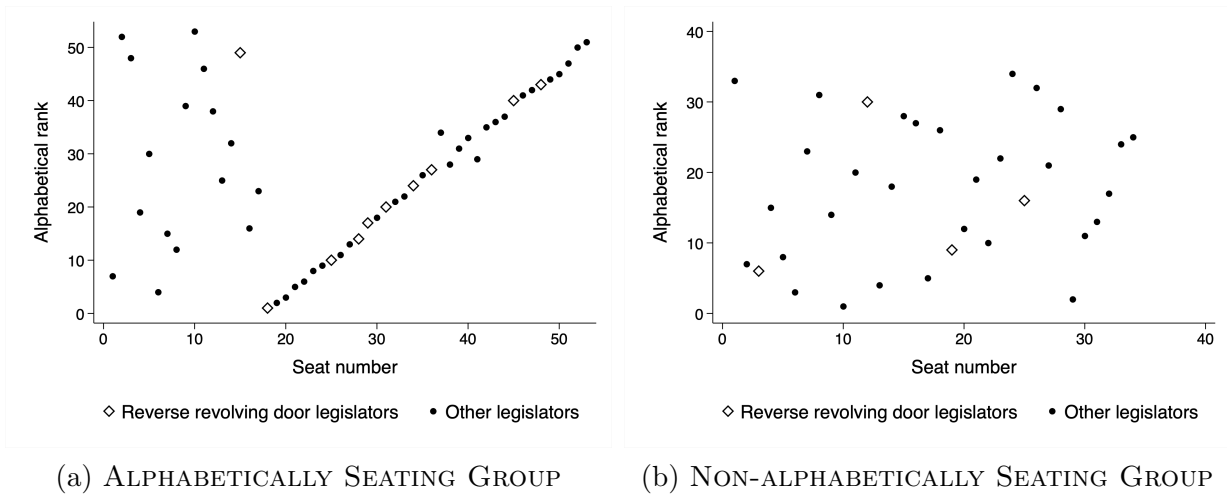 Alphabetical rank
50
40
30
20
10
0
0 10 20 30 40 50
Seat number
◇ Reverse revolving door legislators • Other legislators
(a) Alphabetically Seating Group
Alphabetical rank
40
30
20
10
0
0 10 20 30 40
Seat number
◇ Reverse revolving door legislators • Other legislators
(b) Non-alphabetically Seating Group